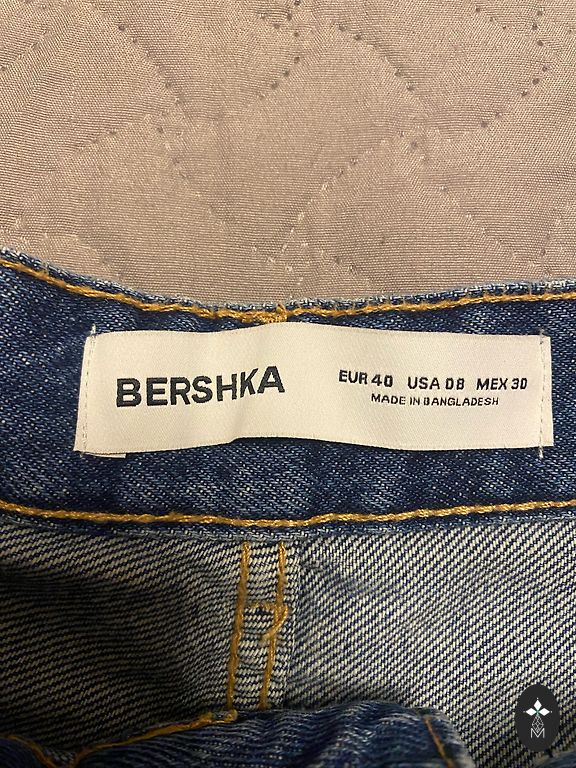 BERSHKA
EUR 40 USA 08 MEX 30
MADE IN BANGLADESH
M